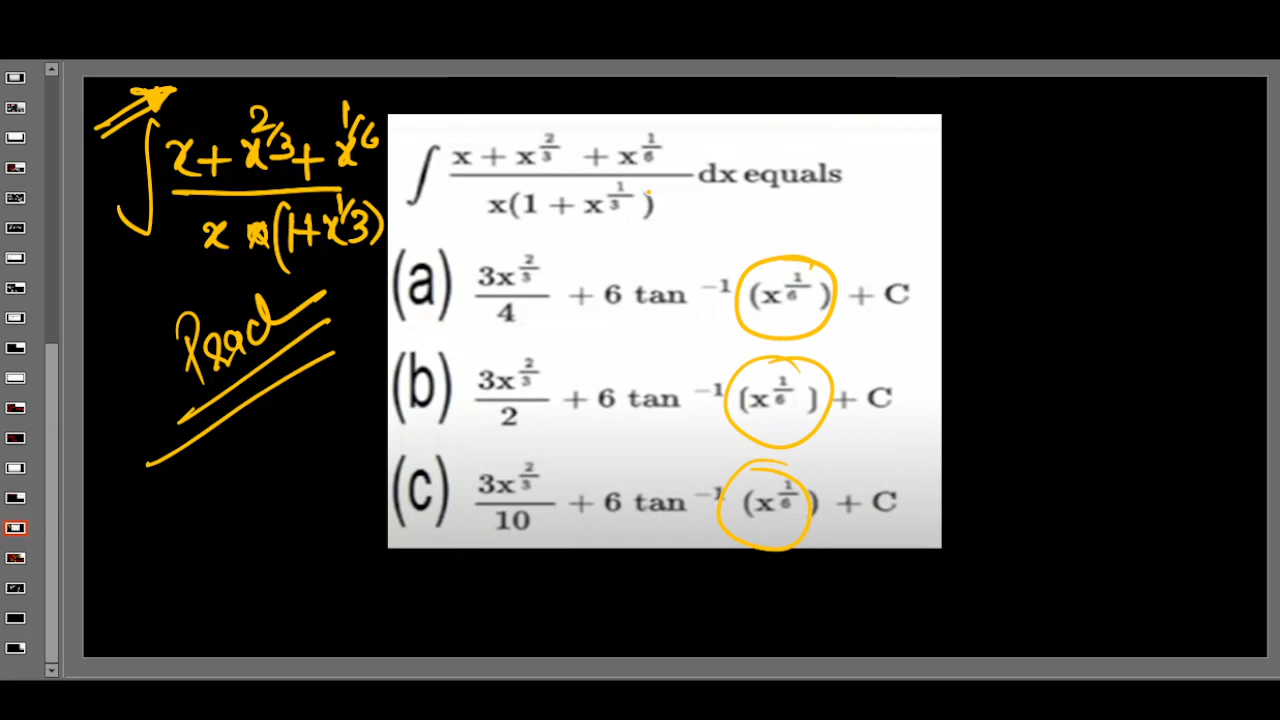 ∫ x + x^2/3 + x^1/6 / x (1 + x^1/3)
∫ x + x^(2/3) + x^(1/6) / x(1 + x^(1/3)) dx equals
(a) 3x^(2/3)/4 + 6 tan^-1 (x^(1/6)) + C
(b) 3x^(2/3)/2 + 6 tan^-1 (x^(1/6)) + C
(c) 3x^(2/3)/10 + 6 tan^-1 (x^(1/6)) + C